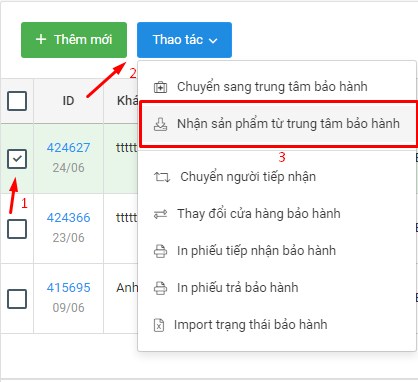 + Thêm mới
Thao tác
2
Chuyển sang trung tâm bảo hành
ID
Khá
Nhận sản phẩm từ trung tâm bảo hành
3
424627
ttttt
24/06
1
Chuyển người tiếp nhận
424366
ttttt
23/06
Thay đổi cửa hàng bảo hành
In phiếu tiếp nhận bảo hành
415695
Anh
09/06
In phiếu trả bảo hành
Import trạng thái bảo hành